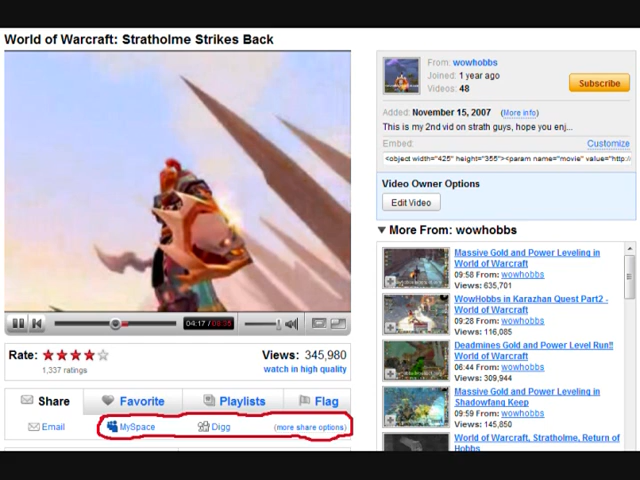 World of Warcraft: Stratholme Strikes Back
From: wowhobbs
Joined: 1 year ago
Videos: 48
Subscribe
Added: November 15, 2007 (More info)
This is my 2nd vid on strath guys, hope you enj...
Embed: Customize
<object width="425" height="355"><param name="movie" value="http:/
Video Owner Options
Edit Video
More From: wowhobbs
Massive Gold and Power Leveling in
World of Warcraft
09:58 From: wowhobbs
Views: 635,701
WowHobbs in Karazhan Quest Part2 -
World of Warcraft
09:28 From: wowhobbs
Views: 116,085
Deadmines Gold and Power Level Run!!
World of Warcraft
06:44 From: wowhobbs
Views: 309,944
Massive Gold and Power Leveling in
Shadowfang Keep
09:59 From: wowhobbs
Views: 145,850
World of Warcraft, Stratholme, Return of
Hobbs
04:17 /
Rate: Views: 345,980
1,337 ratings watch in high quality
Share Favorite Playlists Flag
Email MySpace Digg (more share options)